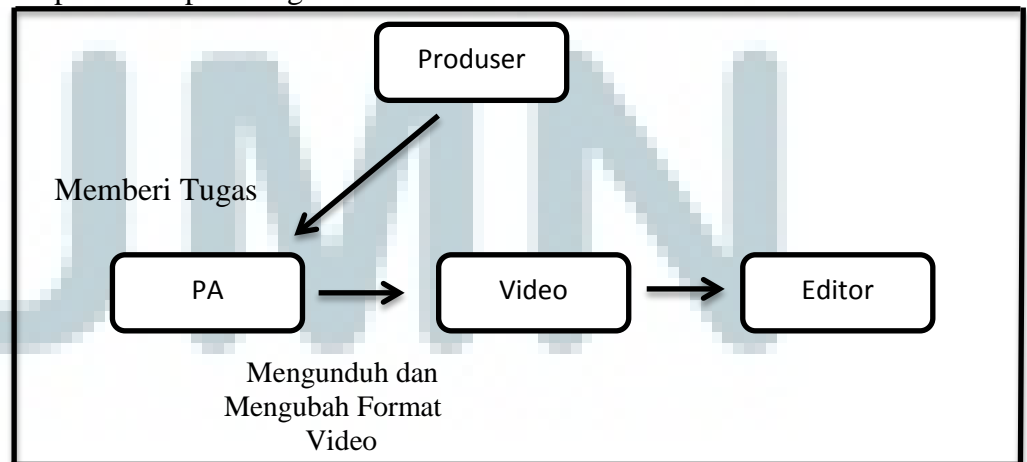 Produser
Memberi Tugas
PA
Video
Editor
Mengunduh dan
Mengubah Format
Video